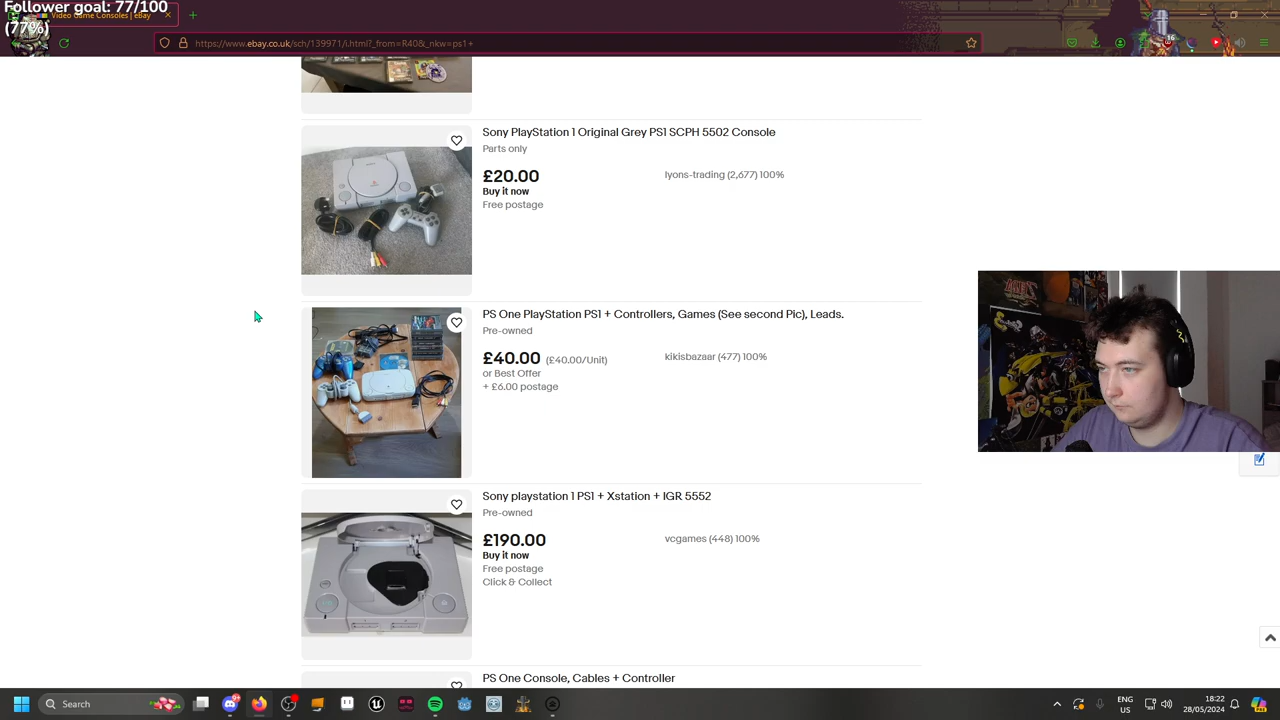 Follower goal: 77/100
(77%)
Video Game Consoles | eBay
https://www.ebay.co.uk/sch/139971/i.html?_from=R40&_nkw=ps1+
16
Sony PlayStation 1 Original Grey PS1 SCPH 5502 Console
Parts only
£20.00
lyons-trading (2,677) 100%
Buy it now
Free postage
PS One PlayStation PS1 + Controllers, Games (See second Pic), Leads.
Pre-owned
£40.00 (£40.00/Unit)
kikisbazaar (477) 100%
or Best Offer
+ £6.00 postage
Sony playstation 1 PS1 + Xstation + IGR 5552
Pre-owned
£190.00
vcgames (448) 100%
Buy it now
Free postage
Click & Collect
PS One Console, Cables + Controller
Search
ENG
US
18:22
28/05/2024